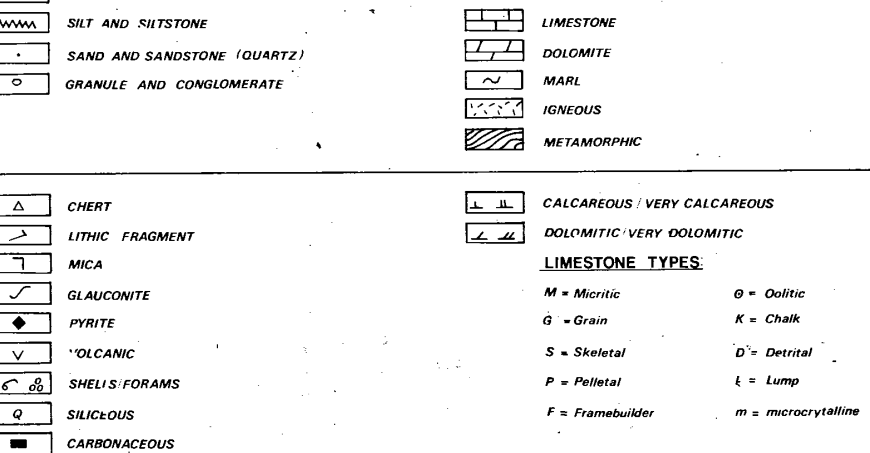 SILT AND SILTSTONE
SAND AND SANDSTONE (QUARTZ)
GRANULE AND CONGLOMERATE
LIMESTONE
DOLOMITE
MARL
IGNEOUS
METAMORPHIC
CHERT
LITHIC FRAGMENT
MICA
GLAUCONITE
PYRITE
VOLCANIC
SHELLS/FORAMS
Q SILICEOUS
CARBONACEOUS
CALCAREOUS / VERY CALCAREOUS
DOLOMITIC/VERY DOLOMITIC
LIMESTONE TYPES:
M = Micritic
G = Grain
S = Skeletal
P = Pelletal
F = Framebuilder
O = Oolitic
K = Chalk
D = Detrital
L = Lump
m = microcrytalline